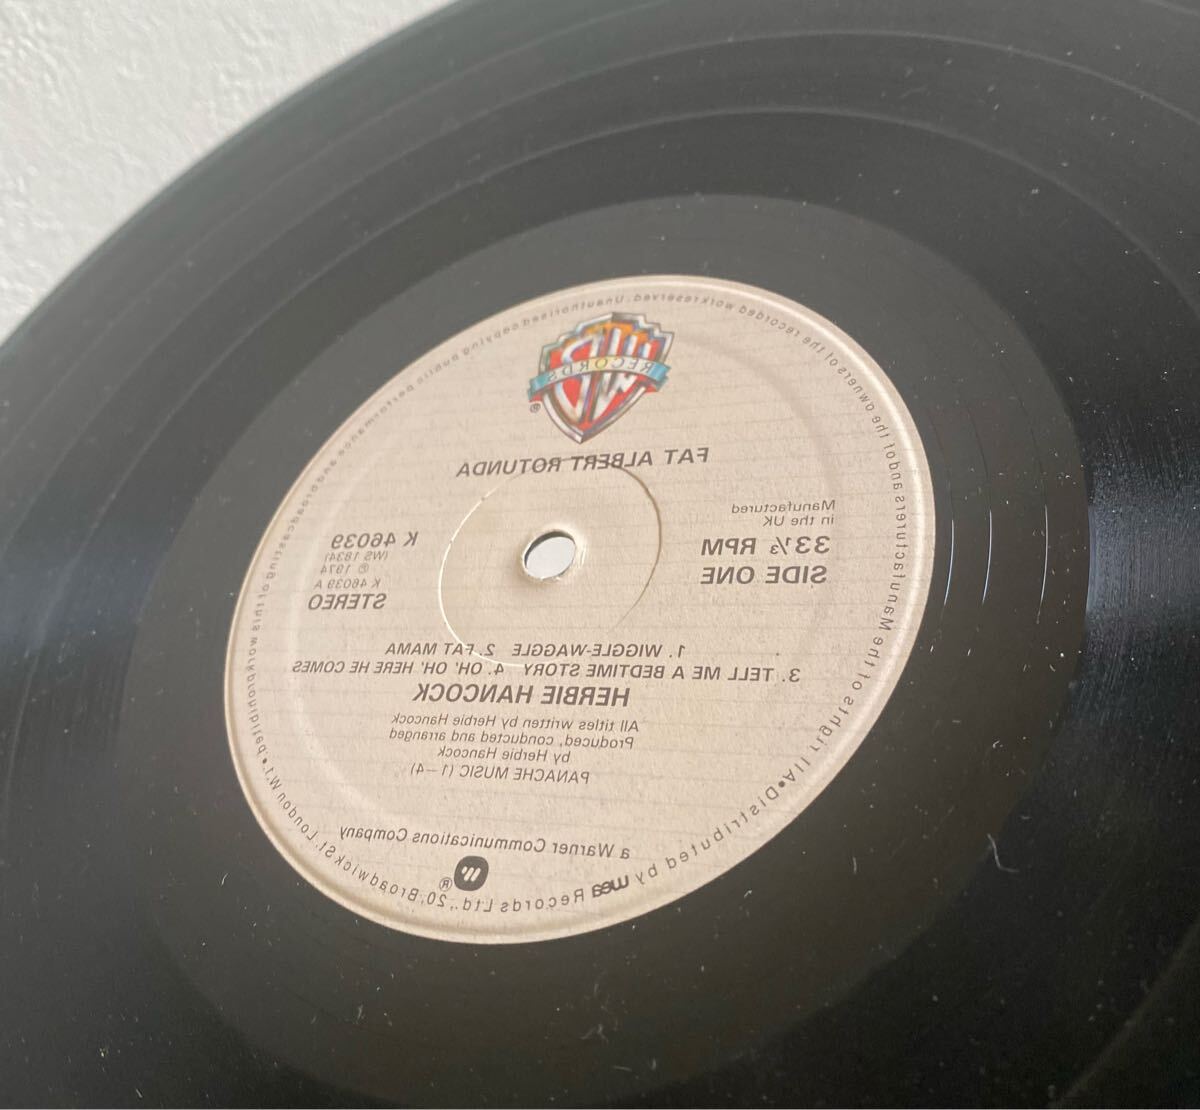 RECORDS
®
FAT ALBERT ROTUNDA
Manufactured
in the UK
33⅓ RPM
SIDE ONE
K 46039
(WS 1834)
℗ 1974
K 46039 A
STEREO
1. WIGGLE-WAGGLE 2. FAT MAMA
3. TELL ME A BEDTIME STORY 4. OH' OH' HERE HE COMES
HERBIE HANCOCK
All titles written by Herbie Hancock
Produced, conducted and arranged
by Herbie Hancock
PANACHE MUSIC (1–4)
a Warner Communications Company
®
All rights of the Manufacturers and of the owners of the recorded work reserved. Unauthorised copying public performance and broadcasting of this work prohibited. • Distributed by wea Records Ltd., 20, Broadwick St. London W.1. •